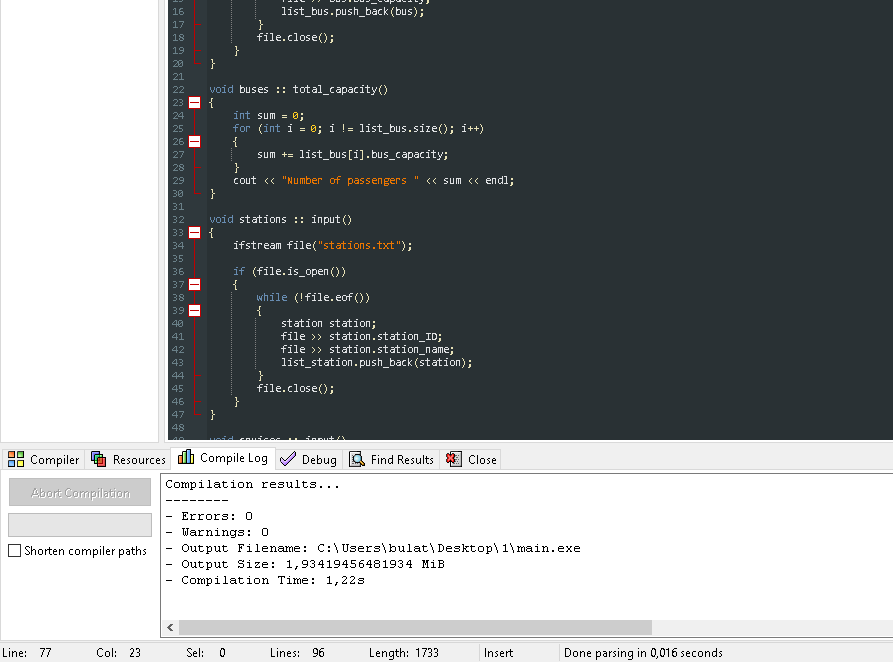 file >> bus.bus_capacity;
16 list_bus.push_back(bus);
17 }
18 file.close();
19 }
20 }
21
22 void buses :: total_capacity()
23 {
24 int sum = 0;
25 for (int i = 0; i != list_bus.size(); i++)
26 {
27 sum += list_bus[i].bus_capacity;
28 }
29 cout << "Number of passengers " << sum << endl;
30 }
31
32 void stations :: input()
33 {
34 ifstream file("stations.txt");
35
36 if (file.is_open())
37 {
38 while (!file.eof())
39 {
40 station station;
41 file >> station.station_ID;
42 file >> station.station_name;
43 list_station.push_back(station);
44 }
45 file.close();
46 }
47 }
48
Compiler Resources Compile Log Debug Find Results Close
Abort Compilation
Shorten compiler paths
Compilation results...
--------
- Errors: 0
- Warnings: 0
- Output Filename: C:\Users\bulat\Desktop\1\main.exe
- Output Size: 1,93419456481934 MiB
- Compilation Time: 1,22s
Line: 77 Col: 23 Sel: 0 Lines: 96 Length: 1733 Insert Done parsing in 0,016 seconds